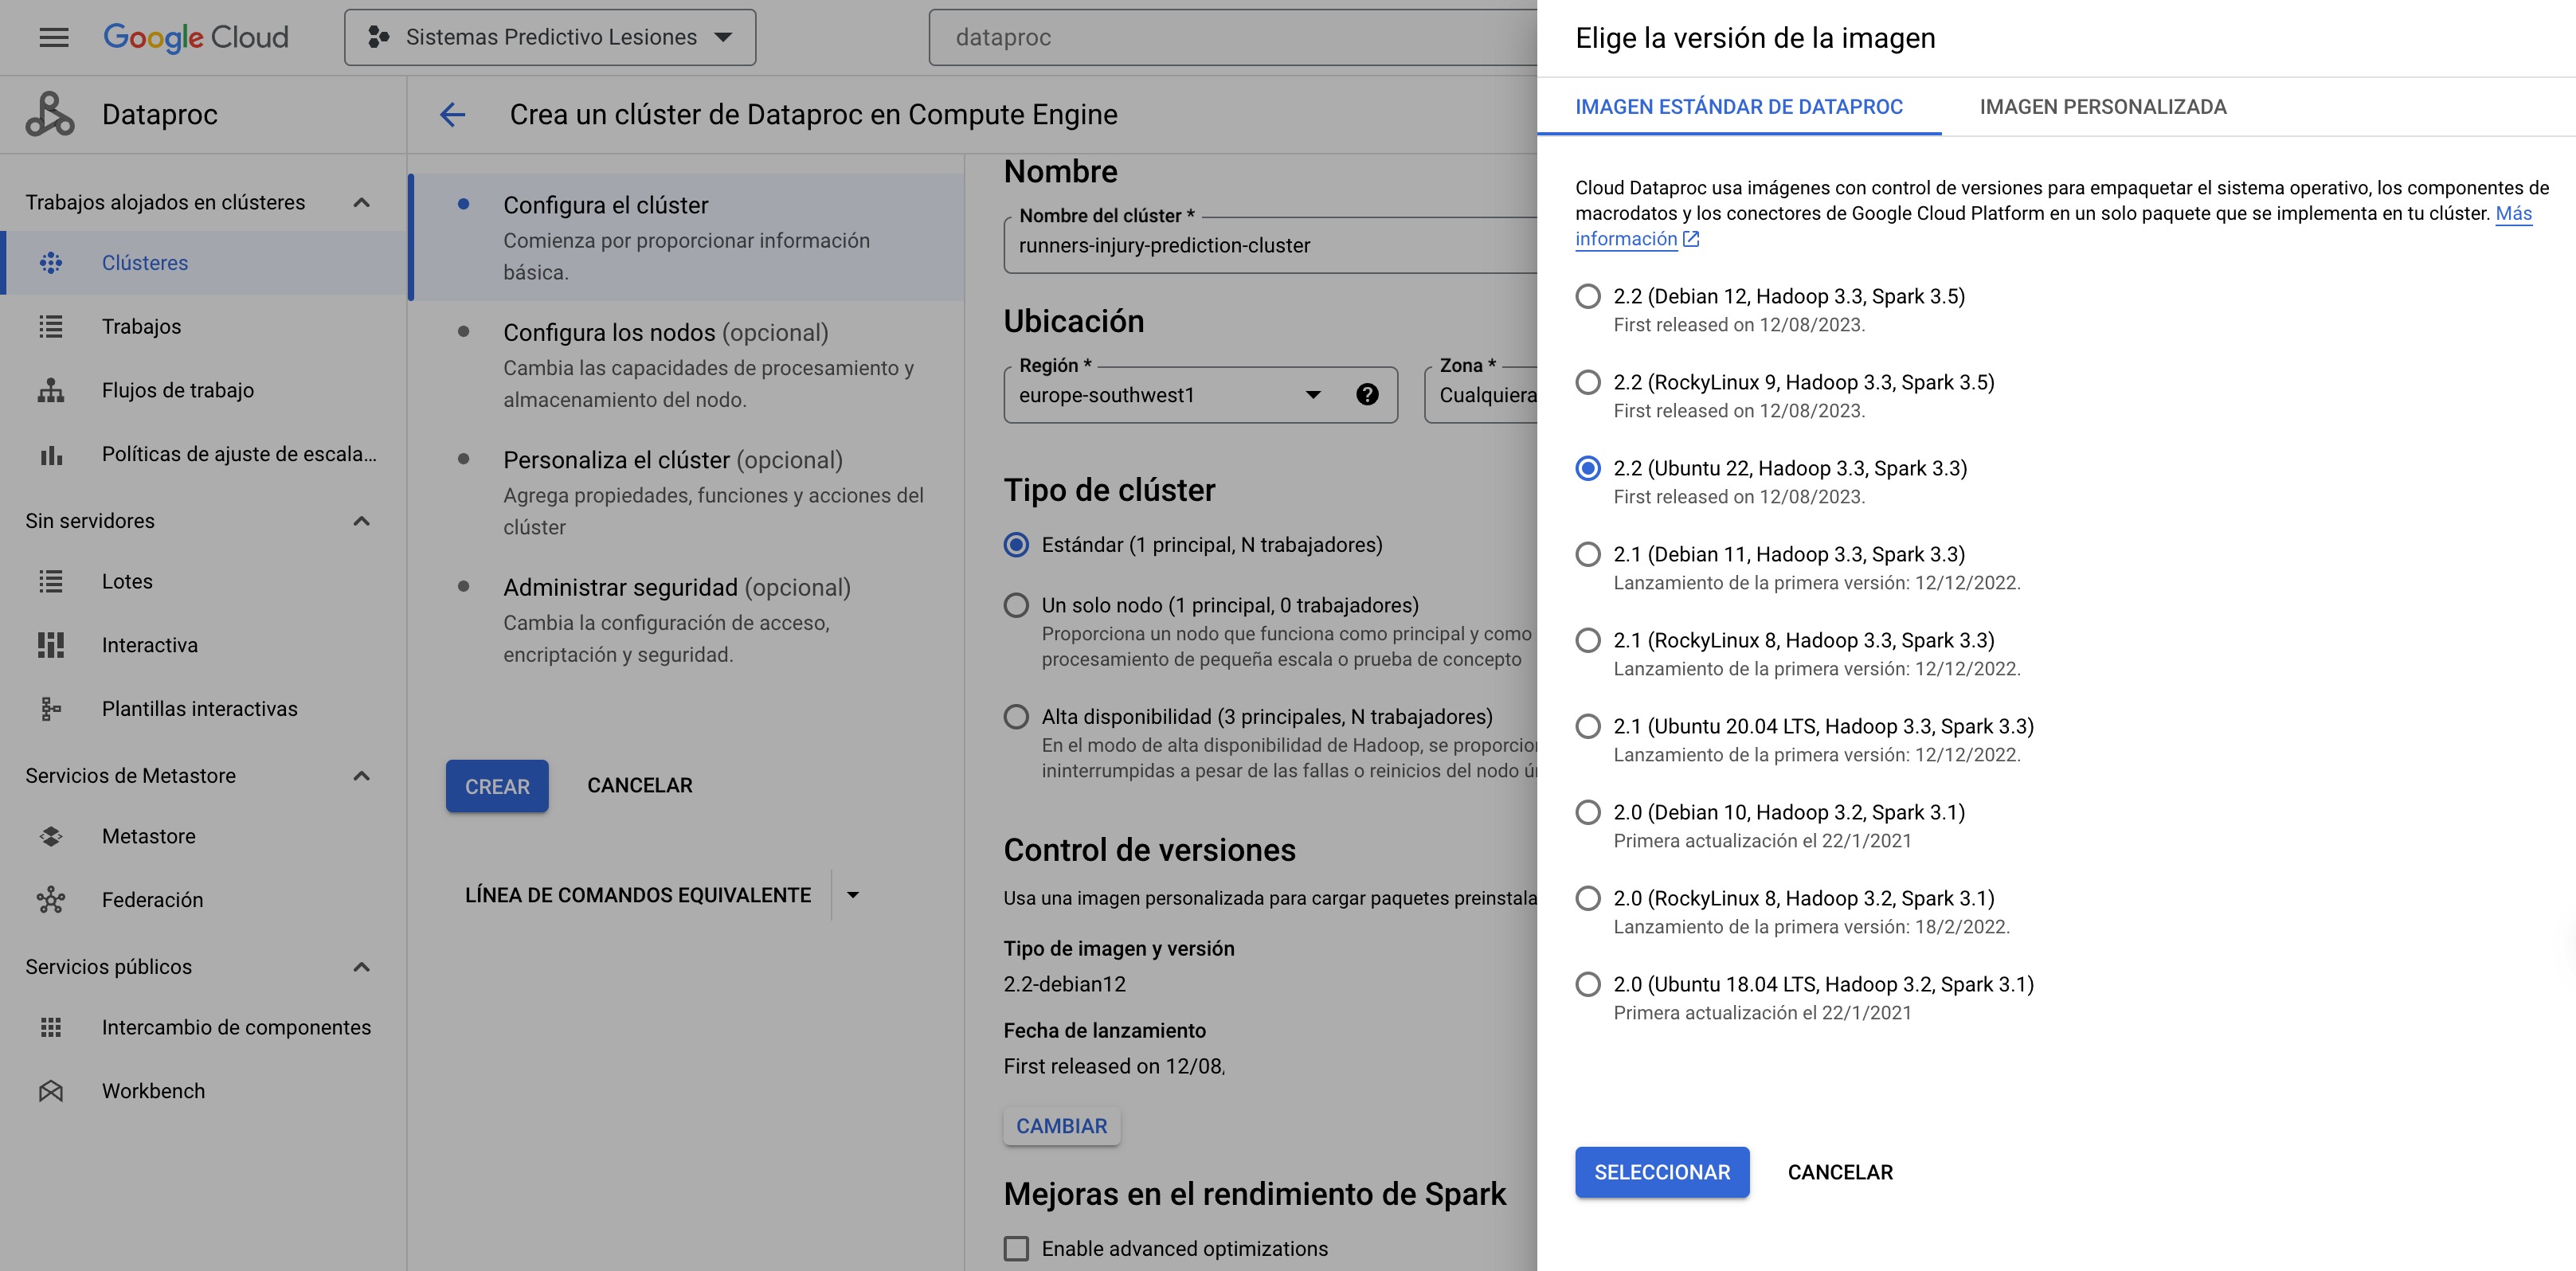 Google Cloud
Sistemas Predictivo Lesiones
dataproc
Dataproc
Trabajos alojados en clústeres
Clústeres
Trabajos
Flujos de trabajo
Políticas de ajuste de escala...
Sin servidores
Lotes
Interactiva
Plantillas interactivas
Servicios de Metastore
Metastore
Federación
Servicios públicos
Intercambio de componentes
Workbench
Crea un clúster de Dataproc en Compute Engine
Configura el clúster
Comienza por proporcionar información
básica.
Configura los nodos (opcional)
Cambia las capacidades de procesamiento y
almacenamiento del nodo.
Personaliza el clúster (opcional)
Agrega propiedades, funciones y acciones del
clúster
Administrar seguridad (opcional)
Cambia la configuración de acceso,
encriptación y seguridad.
CREAR
CANCELAR
LÍNEA DE COMANDOS EQUIVALENTE
Nombre
Nombre del clúster *
runners-injury-prediction-cluster
Ubicación
Región *
europe-southwest1
Zona *
Cualquiera
Tipo de clúster
Estándar (1 principal, N trabajadores)
Un solo nodo (1 principal, 0 trabajadores)
Proporciona un nodo que funciona como principal y como
procesamiento de pequeña escala o prueba de concepto
Alta disponibilidad (3 principales, N trabajadores)
En el modo de alta disponibilidad de Hadoop, se proporcio
ininterrumpidas a pesar de las fallas o reinicios del nodo ú
Control de versiones
Usa una imagen personalizada para cargar paquetes preinstala
Tipo de imagen y versión
2.2-debian12
Fecha de lanzamiento
First released on 12/08,
CAMBIAR
Mejoras en el rendimiento de Spark
Enable advanced optimizations
Elige la versión de la imagen
IMAGEN ESTÁNDAR DE DATAPROC
IMAGEN PERSONALIZADA
Cloud Dataproc usa imágenes con control de versiones para empaquetar el sistema operativo, los componentes de
macrodatos y los conectores de Google Cloud Platform en un solo paquete que se implementa en tu clúster. Más
información
2.2 (Debian 12, Hadoop 3.3, Spark 3.5)
First released on 12/08/2023.
2.2 (RockyLinux 9, Hadoop 3.3, Spark 3.5)
First released on 12/08/2023.
2.2 (Ubuntu 22, Hadoop 3.3, Spark 3.3)
First released on 12/08/2023.
2.1 (Debian 11, Hadoop 3.3, Spark 3.3)
Lanzamiento de la primera versión: 12/12/2022.
2.1 (RockyLinux 8, Hadoop 3.3, Spark 3.3)
Lanzamiento de la primera versión: 12/12/2022.
2.1 (Ubuntu 20.04 LTS, Hadoop 3.3, Spark 3.3)
Lanzamiento de la primera versión: 12/12/2022.
2.0 (Debian 10, Hadoop 3.2, Spark 3.1)
Primera actualización el 22/1/2021
2.0 (RockyLinux 8, Hadoop 3.2, Spark 3.1)
Lanzamiento de la primera versión: 18/2/2022.
2.0 (Ubuntu 18.04 LTS, Hadoop 3.2, Spark 3.1)
Primera actualización el 22/1/2021
SELECCIONAR
CANCELAR